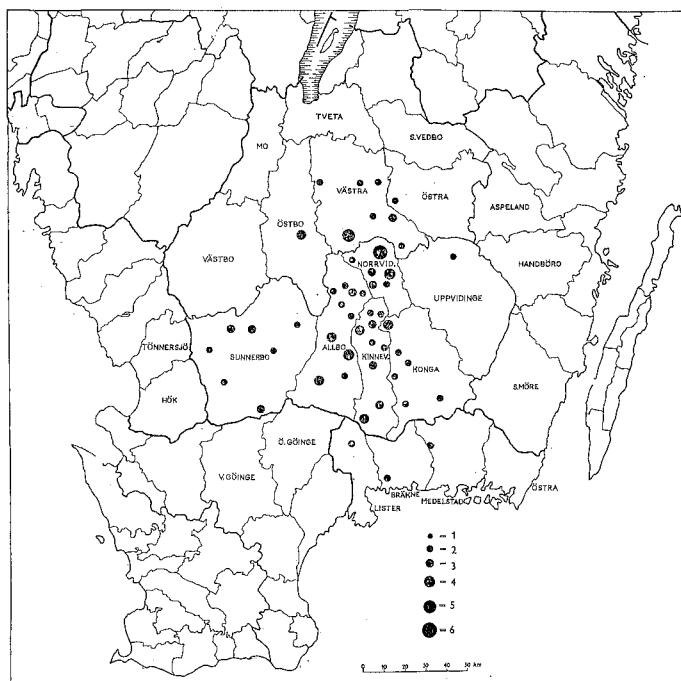 TVETA
S.VEDBO
MO
VÄSTRA
ÖSTRA
ASPELAND
ÖSTBO
VÄSTBO
NORRVID.
HANDBÖRD
UPPVIDINGE
TÖNNERSJÖ
SUNNERBO
ALLBO
KINNEV.
KONGA
HÖK
S.MÖRE
Ö.GÖINGE
V.GÖINGE
ÖSTRA
BRÄKNE
MEDELSTAD
LISTER
– 1
– 2
– 3
– 4
– 5
– 6
0 10 20 30 40 50 km